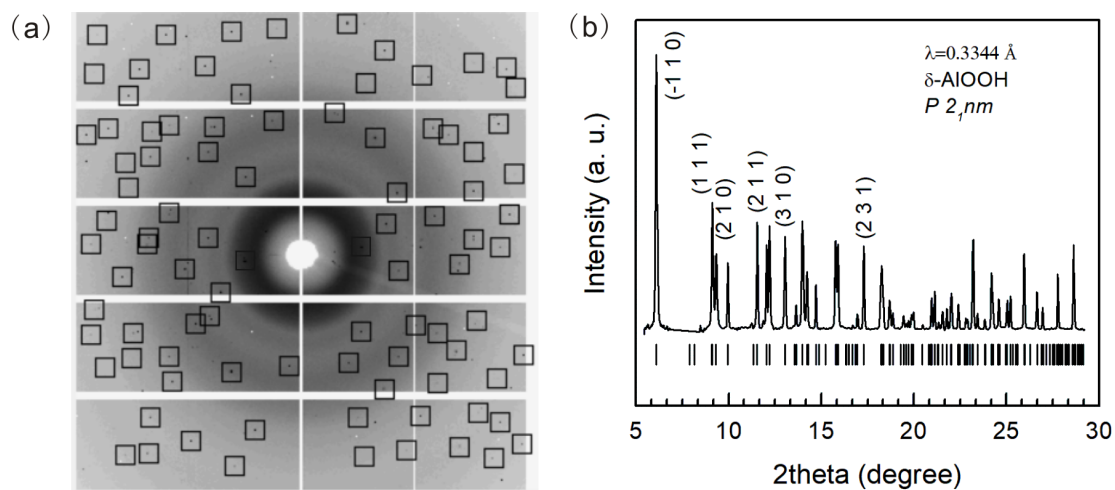 (a)
(b)
λ=0.3344 Å
δ-AlOOH
P 2₁nm
(-1 1 0)
(1 1 1)
(2 1 0)
(2 1 1)
(3 1 0)
(2 3 1)
Intensity (a. u.)
5 10 15 20 25 30
2theta (degree)